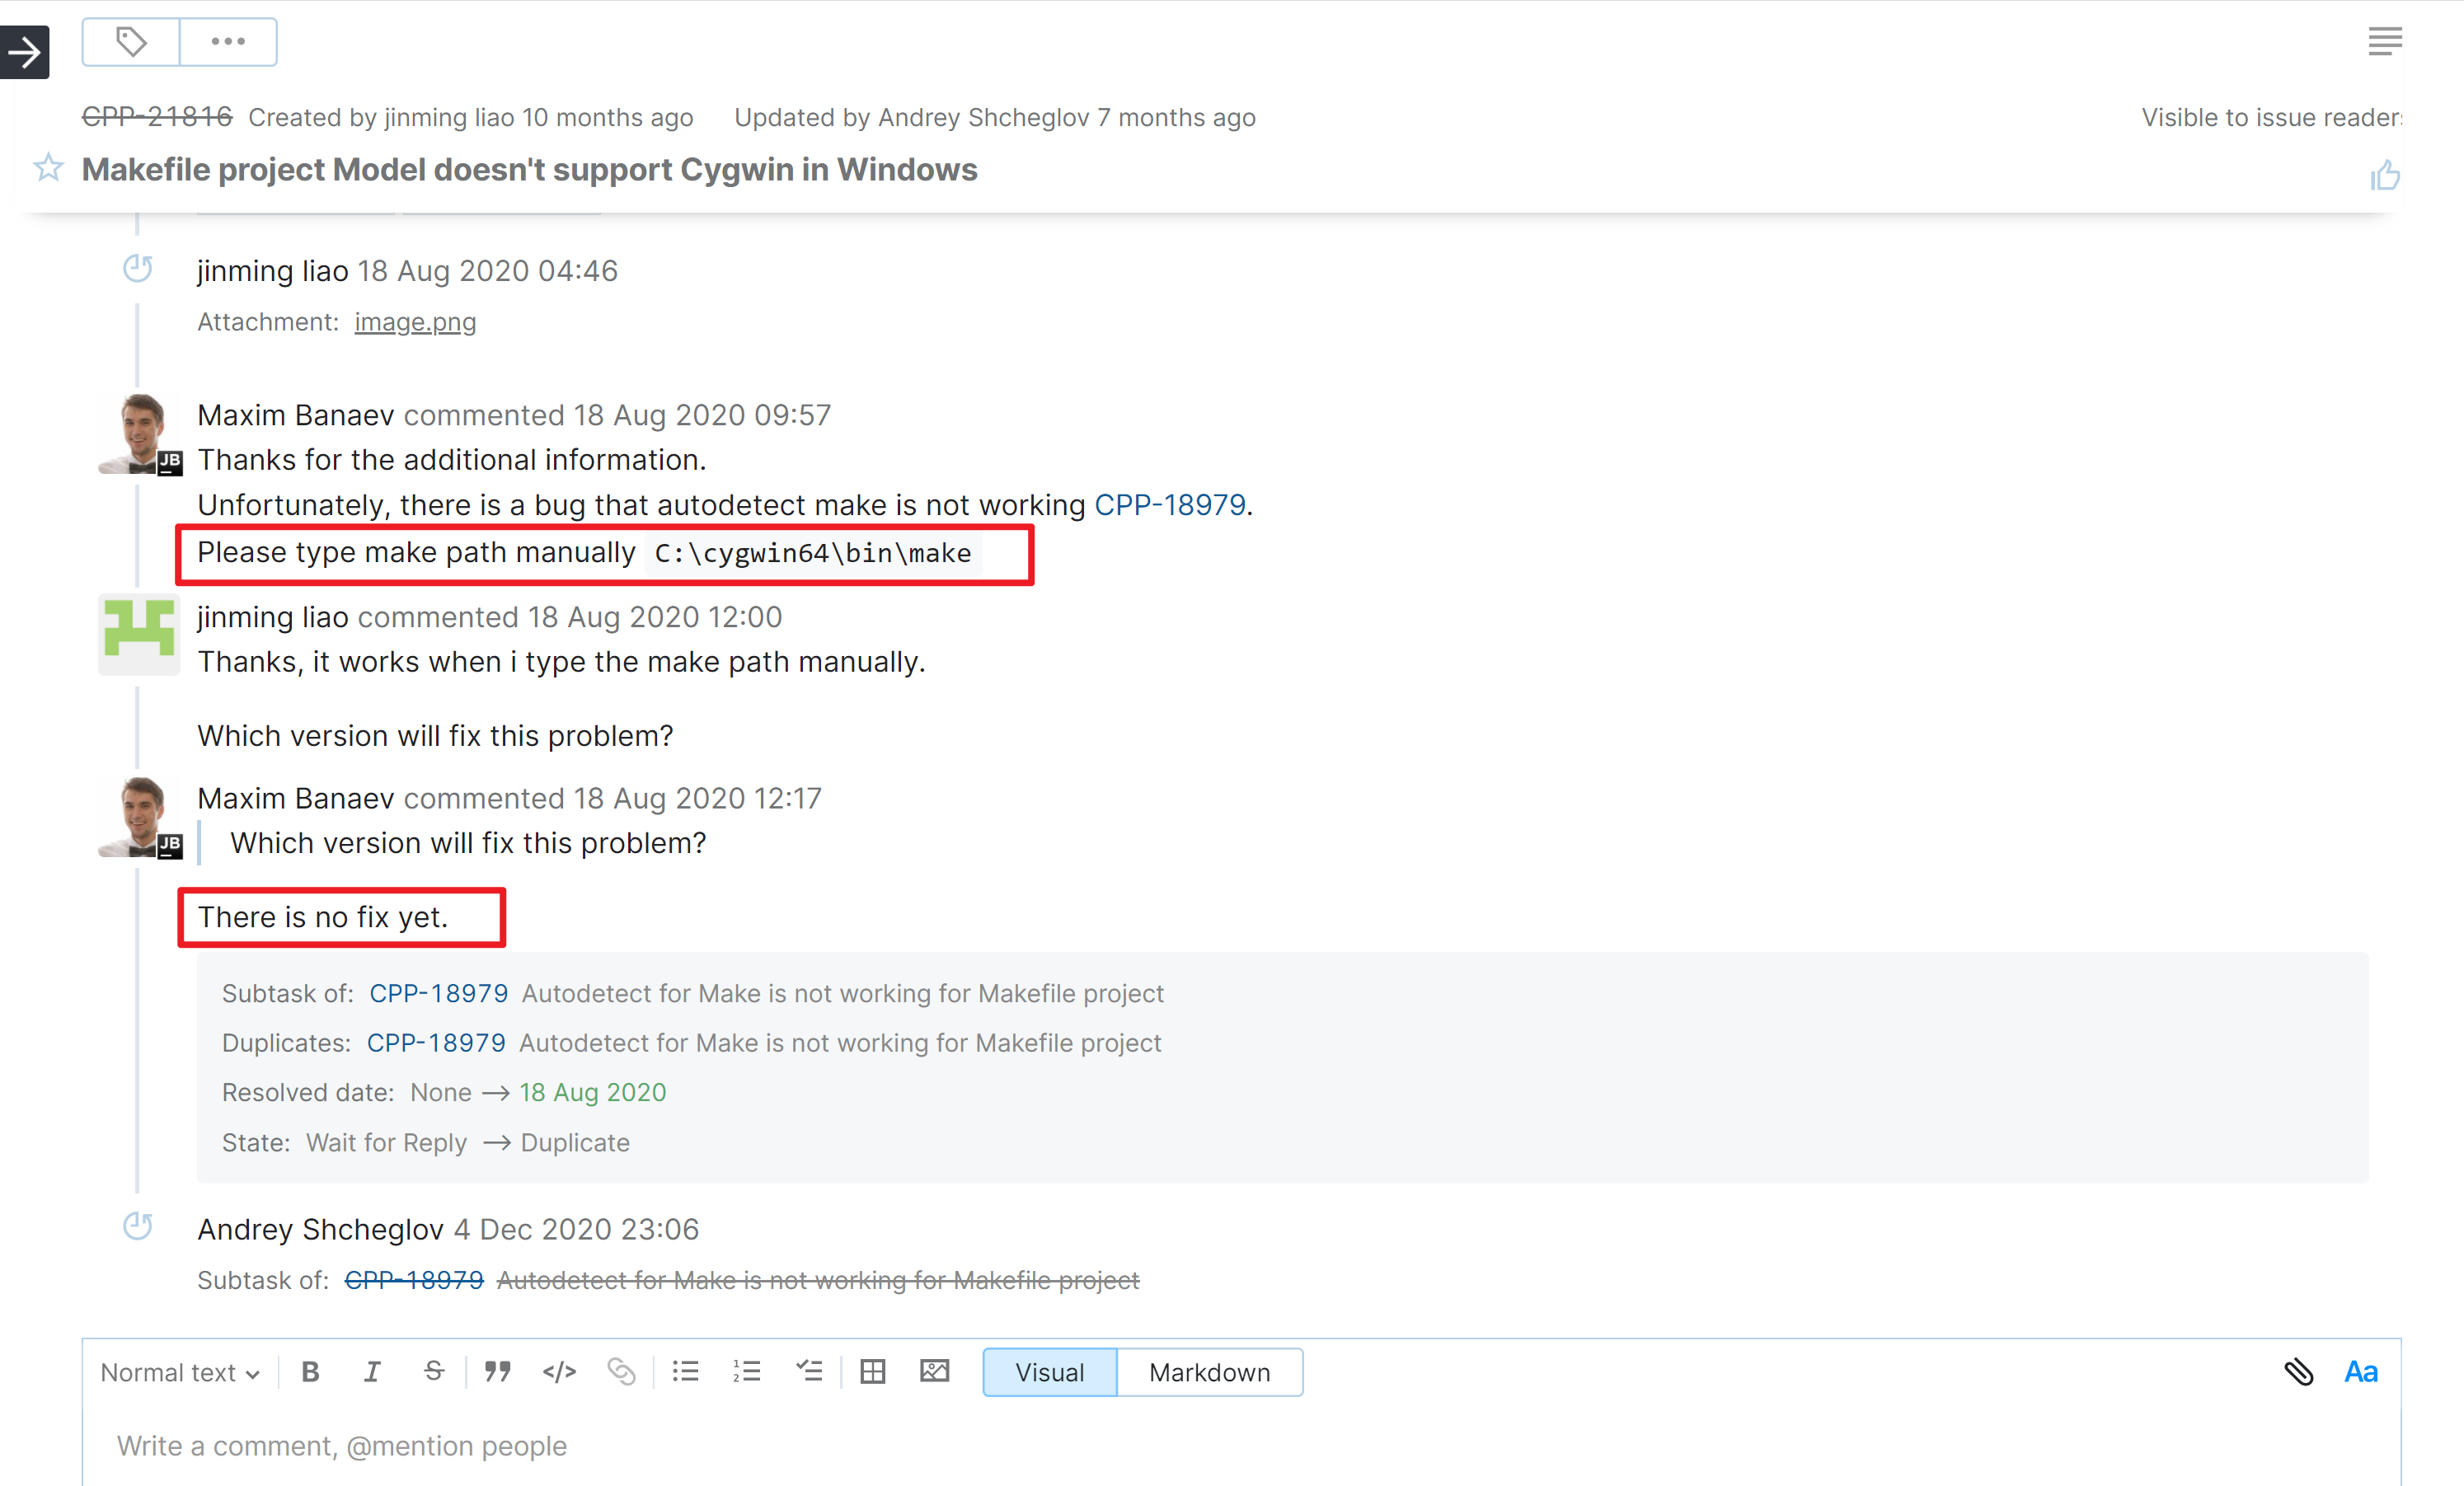 CPP-21816 Created by jinming liao 10 months ago Updated by Andrey Shcheglov 7 months ago Visible to issue readers
Makefile project Model doesn't support Cygwin in Windows
jinming liao 18 Aug 2020 04:46
Attachment: image.png
Maxim Banaev commented 18 Aug 2020 09:57
JB
Thanks for the additional information.
Unfortunately, there is a bug that autodetect make is not working CPP-18979.
Please type make path manually C:\cygwin64\bin\make
jinming liao commented 18 Aug 2020 12:00
Thanks, it works when i type the make path manually.
Which version will fix this problem?
Maxim Banaev commented 18 Aug 2020 12:17
JB
Which version will fix this problem?
There is no fix yet.
Subtask of: CPP-18979 Autodetect for Make is not working for Makefile project
Duplicates: CPP-18979 Autodetect for Make is not working for Makefile project
Resolved date: None → 18 Aug 2020
State: Wait for Reply → Duplicate
Andrey Shcheglov 4 Dec 2020 23:06
Subtask of: CPP-18979 Autodetect for Make is not working for Makefile project
Normal text B I S Visual Markdown Aa
Write a comment, @mention people